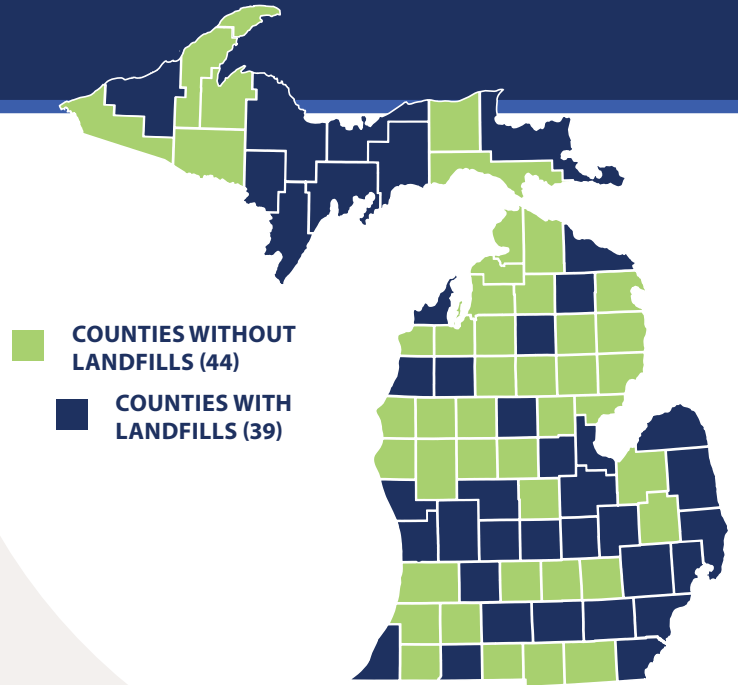 COUNTIES WITHOUT
LANDFILLS (44)
COUNTIES WITH
LANDFILLS (39)